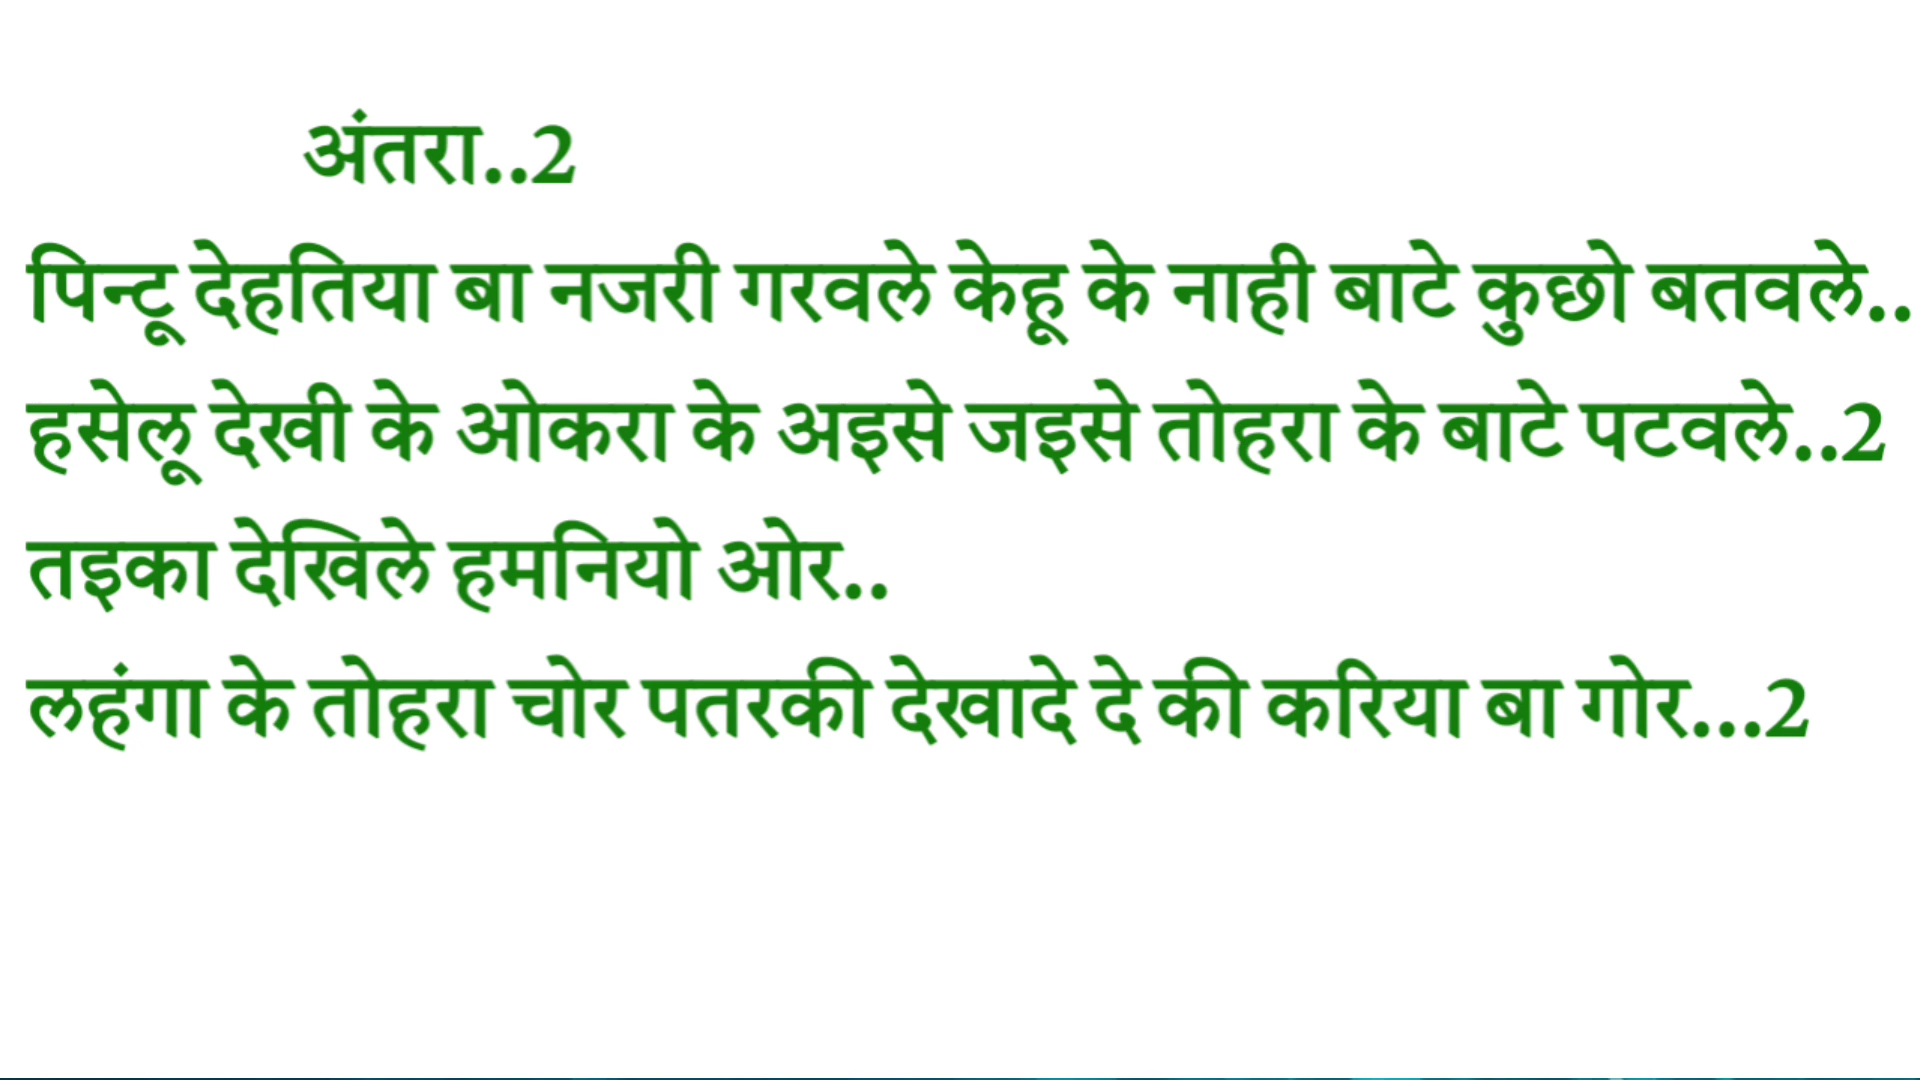 अंतरा..2
पिन्टू देहतिया बा नजरी गरवले केहू के नाही बाटे कुछो बतवले..
हसेलू देखी के ओकरा के अइसे जइसे तोहरा के बाटे पटवले..2
तइका देखिले हमनियो ओर..
लहंगा के तोहरा चोर पतरकी देखादे दे की करिया बा गोर...2